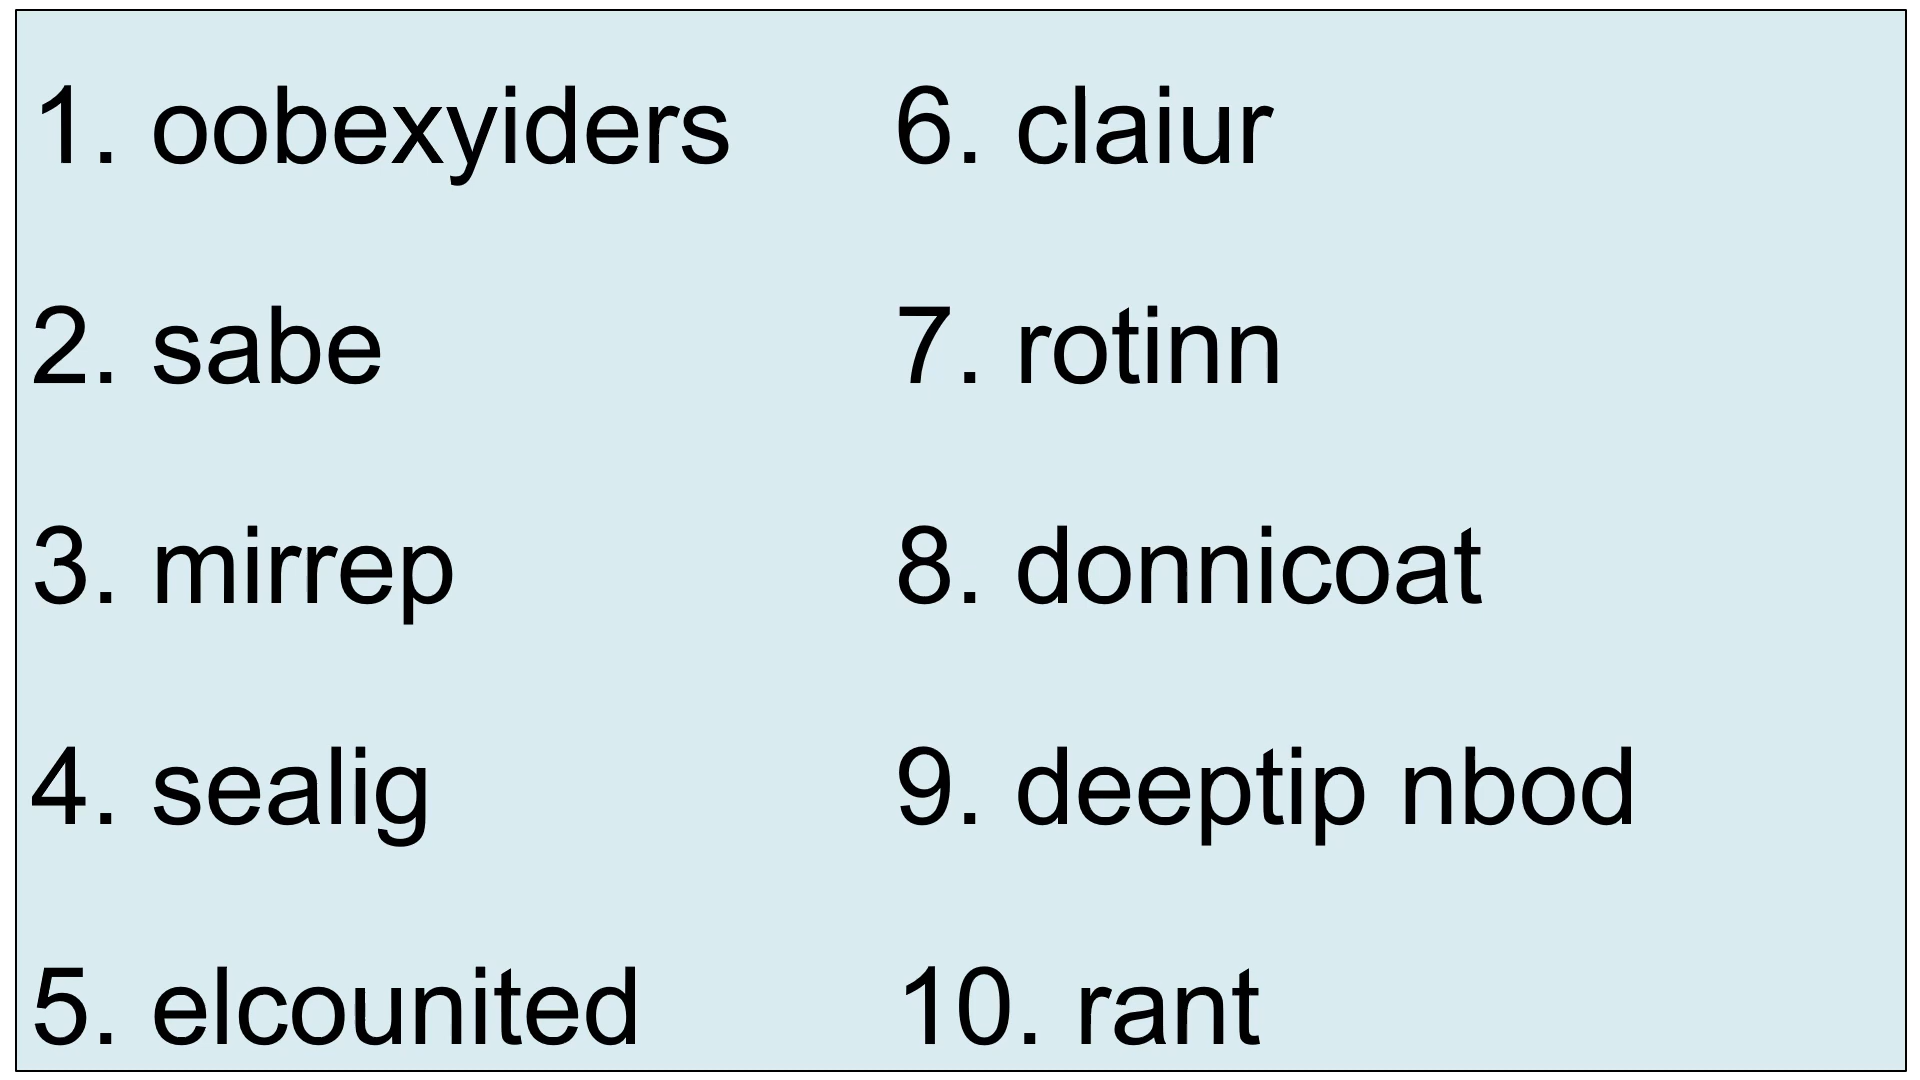 1. oobexyiders
2. sabe
3. mirrep
4. sealig
5. elcounited
6. claiur
7. rotinn
8. donnicoat
9. deeptip nbod
10. rant